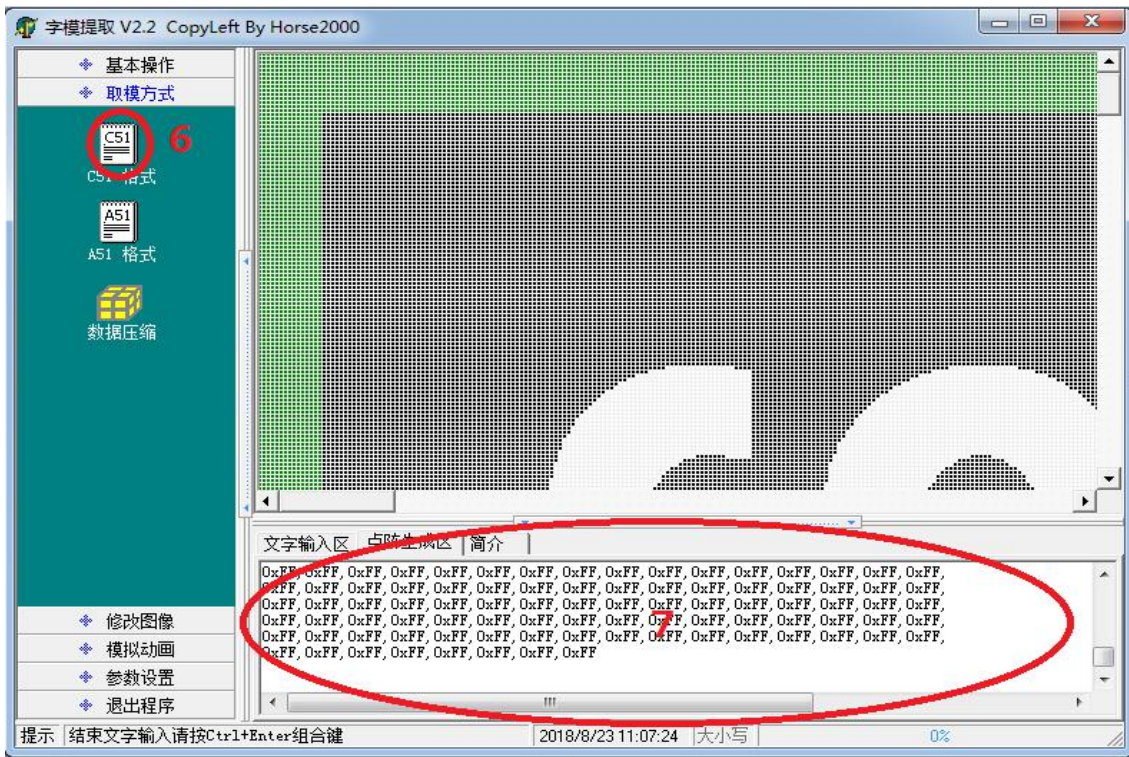 字模提取 V2.2 CopyLeft By Horse2000
基本操作
取模方式
C51
6
C51 格式
A51
A51 格式
数据压缩
修改图像
模拟动画
参数设置
退出程序
文字输入区 点阵生成区 简介
0xFF, 0xFF, 0xFF, 0xFF, 0xFF, 0xFF, 0xFF, 0xFF, 0xFF, 0xFF, 0xFF, 0xFF, 0xFF, 0xFF, 0xFF, 0xFF,
0xFF, 0xFF, 0xFF, 0xFF, 0xFF, 0xFF, 0xFF, 0xFF, 0xFF, 0xFF, 0xFF, 0xFF, 0xFF, 0xFF, 0xFF, 0xFF,
0xFF, 0xFF, 0xFF, 0xFF, 0xFF, 0xFF, 0xFF, 0xFF, 0xFF, 0xFF, 0xFF, 0xFF, 0xFF, 0xFF, 0xFF, 0xFF,
0xFF, 0xFF, 0xFF, 0xFF, 0xFF, 0xFF, 0xFF, 0xFF, 0xFF, 0xFF, 0xFF, 0xFF, 0xFF, 0xFF, 0xFF, 0xFF,
0xFF, 0xFF, 0xFF, 0xFF, 0xFF, 0xFF, 0xFF, 0xFF, 0xFF, 0xFF, 0xFF, 0xFF, 0xFF, 0xFF, 0xFF, 0xFF,
0xFF, 0xFF, 0xFF, 0xFF, 0xFF, 0xFF, 0xFF, 0xFF
7
提示 结束文字输入请按Ctrl+Enter组合键 2018/8/23 11:07:24 大小写 0%